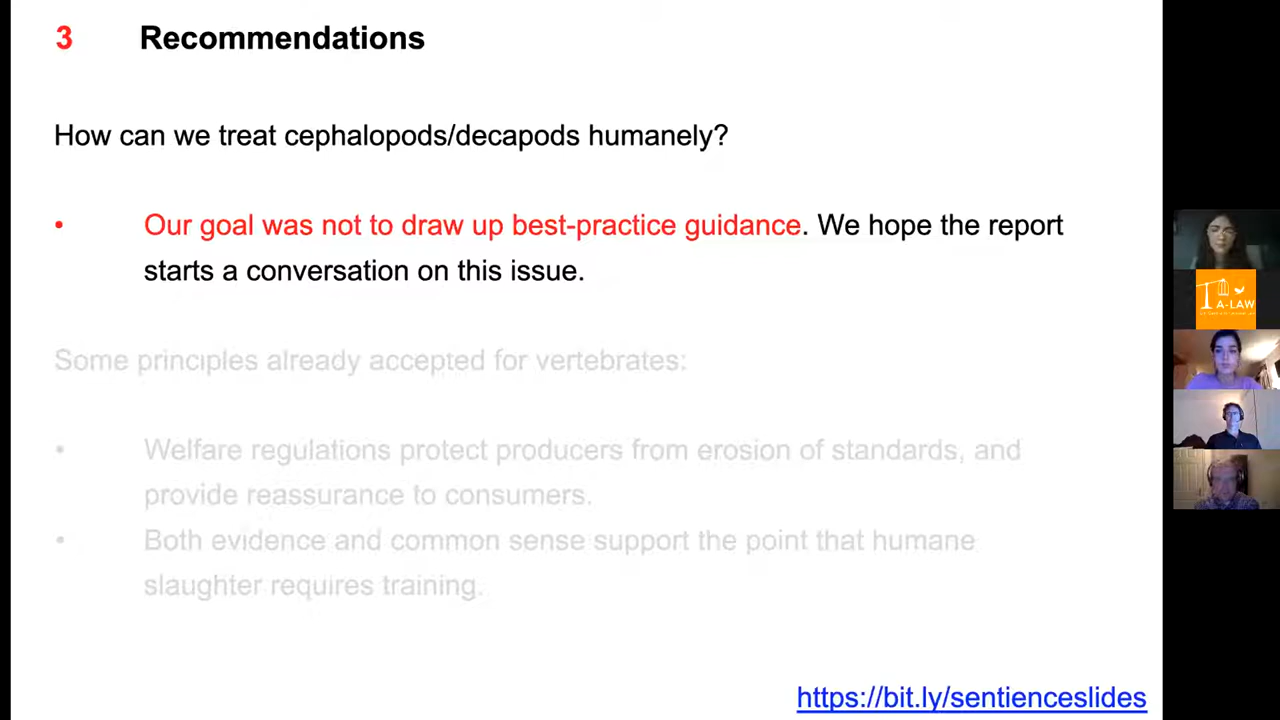 3 Recommendations
How can we treat cephalopods/decapods humanely?
• Our goal was not to draw up best-practice guidance. We hope the report
starts a conversation on this issue.
Some principles already accepted for vertebrates:
• Welfare regulations protect producers from erosion of standards, and
provide reassurance to consumers.
• Both evidence and common sense support the point that humane
slaughter requires training.
https://bit.ly/sentienceslides
A-LAW